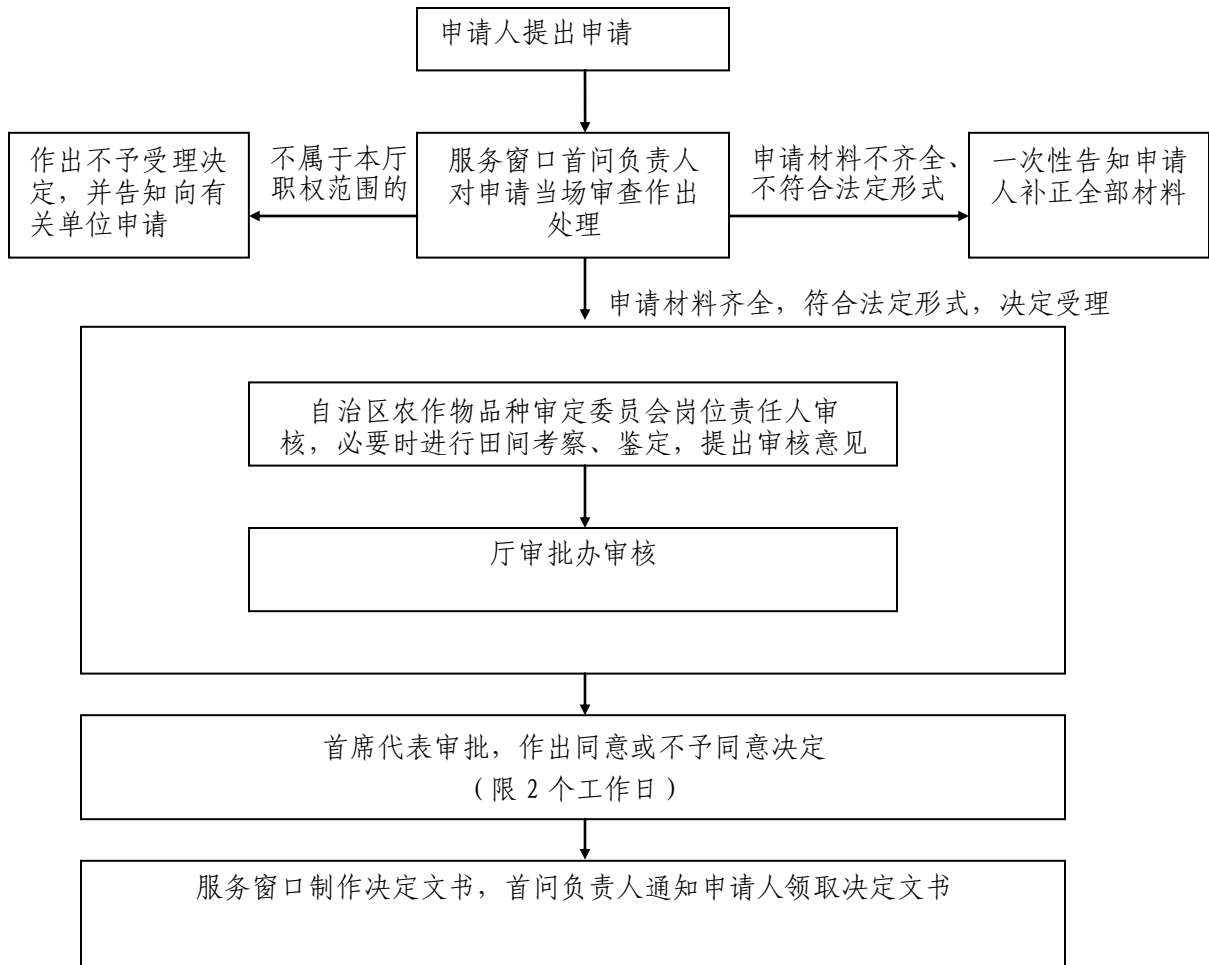 申请人提出申请
作出不予受理决
定，并告知向有
关单位申请
不属于本厅
职权范围的
服务窗口首问负责人
对申请当场审查作出
处理
申请材料不齐全、
不符合法定形式
一次性告知申请
人补正全部材料
申请材料齐全，符合法定形式，决定受理
自治区农作物品种审定委员会岗位责任人审
核，必要时进行田间考察、鉴定，提出审核意见
厅审批办审核
首席代表审批，作出同意或不予同意决定
（限 2 个工作日）
服务窗口制作决定文书，首问负责人通知申请人领取决定文书